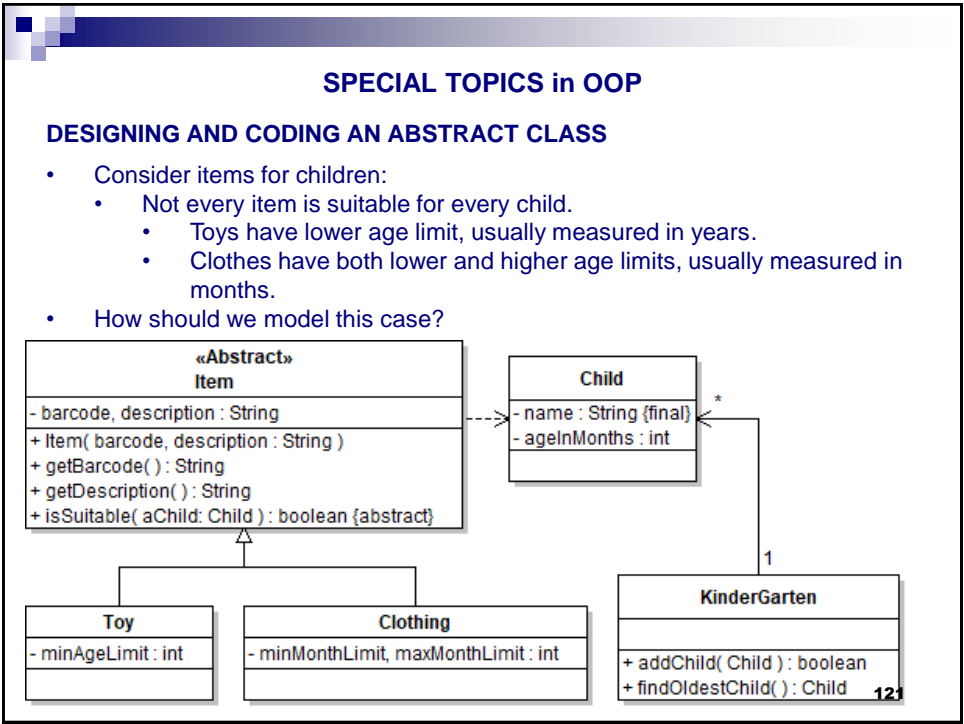 SPECIAL TOPICS in OOP
DESIGNING AND CODING AN ABSTRACT CLASS
• Consider items for children:
• Not every item is suitable for every child.
• Toys have lower age limit, usually measured in years.
• Clothes have both lower and higher age limits, usually measured in
months.
• How should we model this case?
«Abstract»
Item
- barcode, description : String
+ Item( barcode, description : String )
+ getBarcode( ) : String
+ getDescription( ) : String
+ isSuitable( aChild: Child ) : boolean {abstract}
Child
- name : String {final}
- ageInMonths : int
*
1
Toy
- minAgeLimit : int
Clothing
- minMonthLimit, maxMonthLimit : int
KinderGarten
+ addChild( Child ) : boolean
+ findOldestChild( ) : Child
121